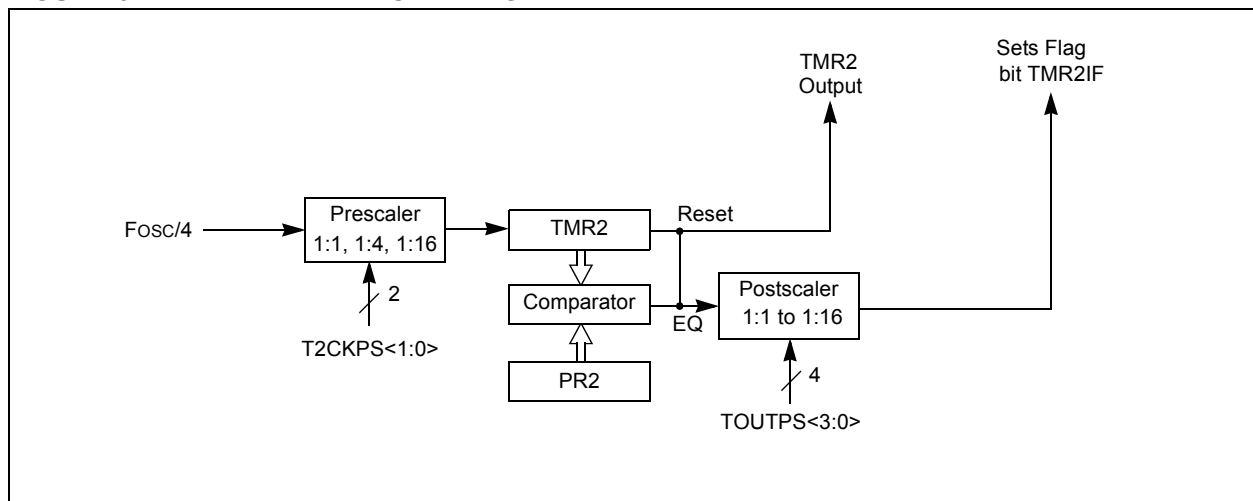 TMR2
Output
Sets Flag
bit TMR2IF
FOSC/4
Prescaler
1:1, 1:4, 1:16
2
T2CKPS<1:0>
TMR2
Reset
Comparator
EQ
PR2
Postscaler
1:1 to 1:16
4
TOUTPS<3:0>